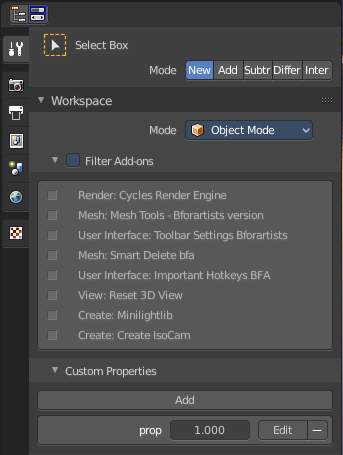 Select Box
Mode New Add Subtr Differ Inter
Workspace
Mode Object Mode
Filter Add-ons
Render: Cycles Render Engine
Mesh: Mesh Tools - Bforartists version
User Interface: Toolbar Settings Bforartists
Mesh: Smart Delete bfa
User Interface: Important Hotkeys BFA
View: Reset 3D View
Create: Minilightlib
Create: Create IsoCam
Custom Properties
Add
prop 1.000 Edit